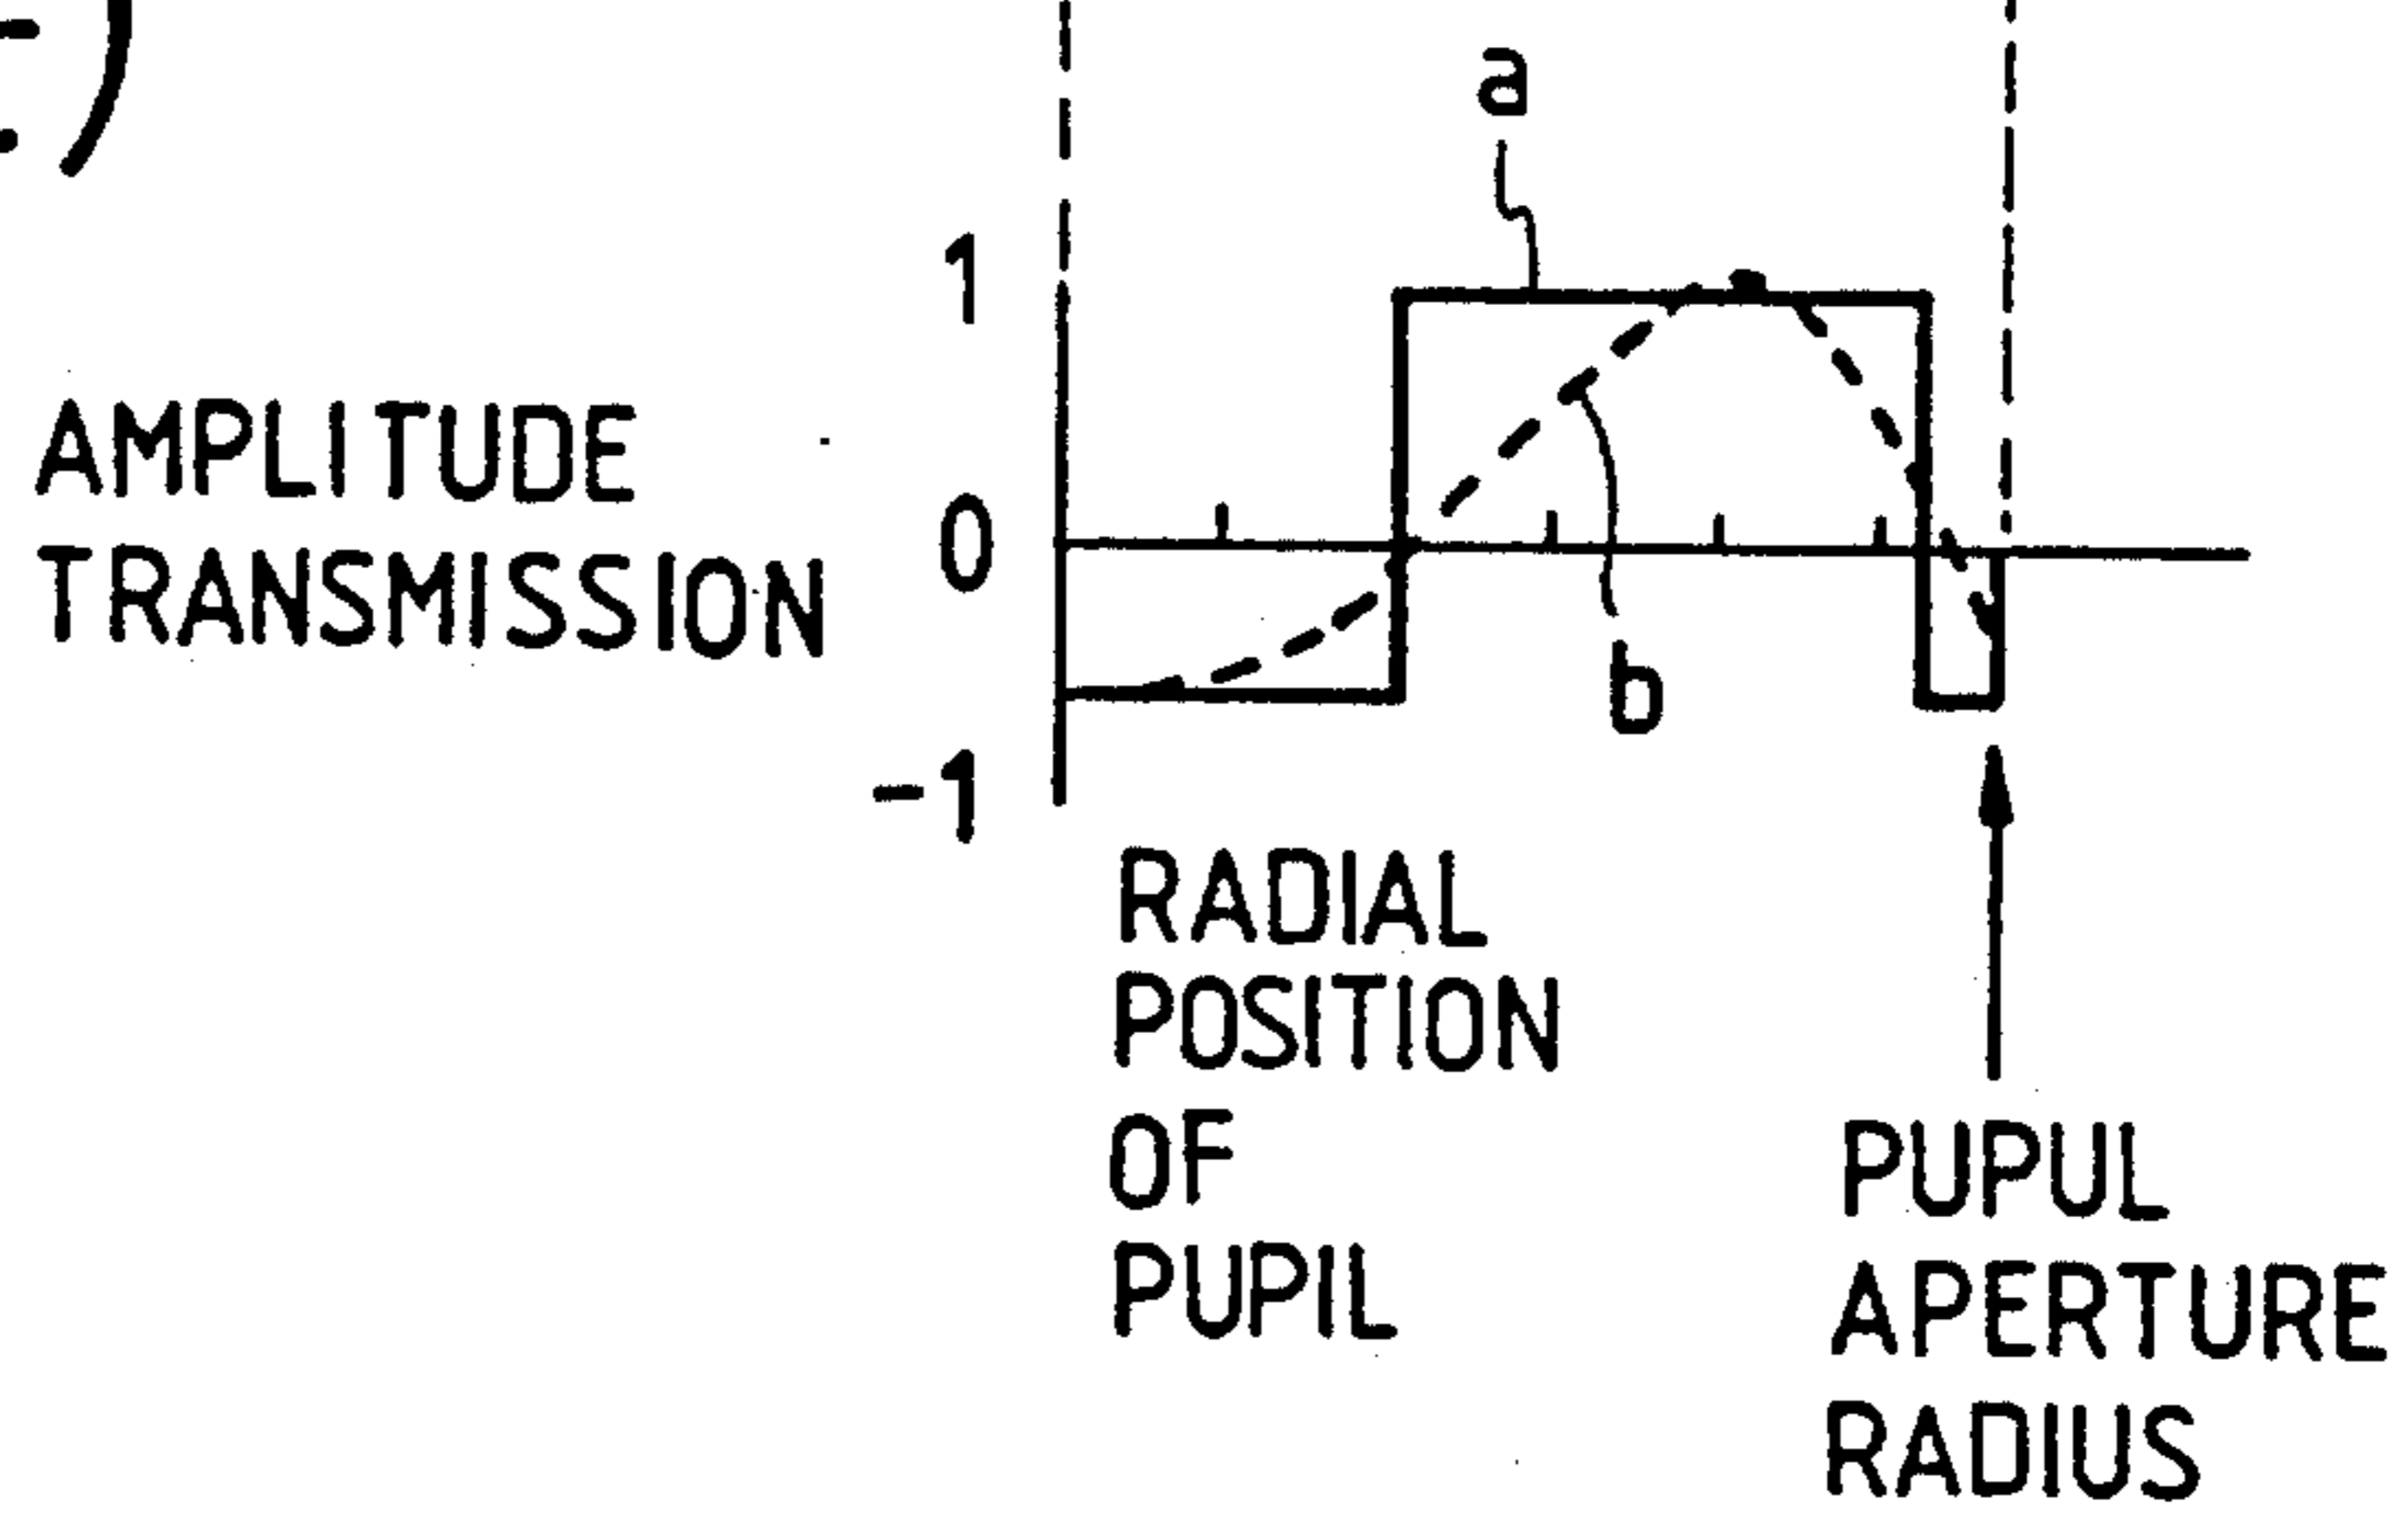 a
1
AMPLITUDE
0
TRANSMISSION
b
-1
RADIAL
POSITION
OF
PUPIL
PUPUL
APERTURE
RADIUS